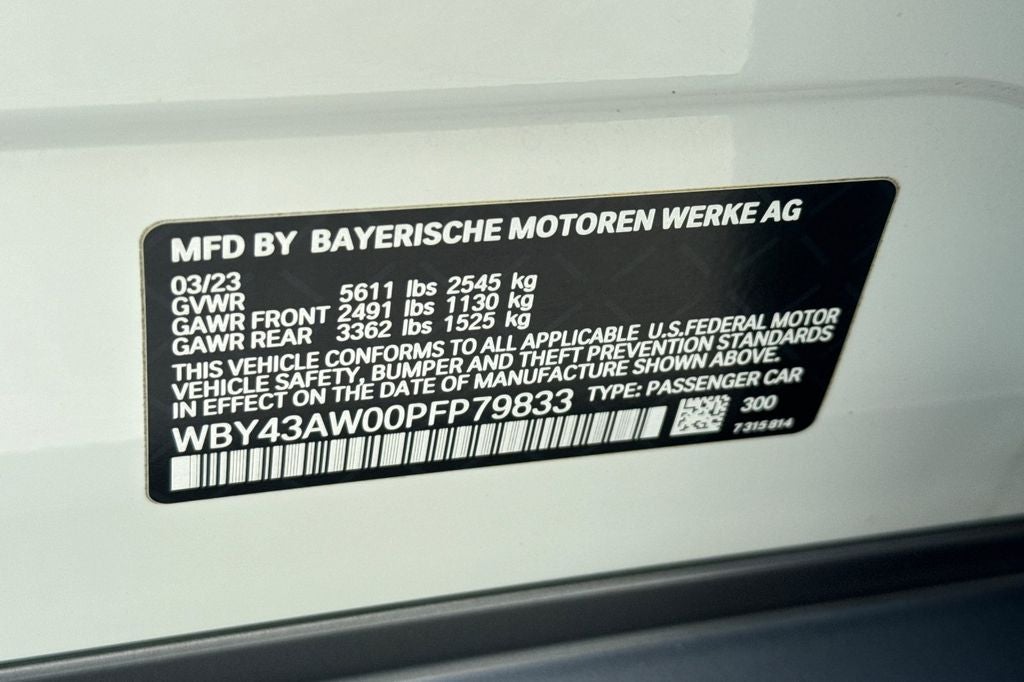 MFD BY BAYERISCHE MOTOREN WERKE AG
03/23
GVWR 5611 lbs 2545 kg
GAWR FRONT 2491 lbs 1130 kg
GAWR REAR 3362 lbs 1525 kg
THIS VEHICLE CONFORMS TO ALL APPLICABLE U.S.FEDERAL MOTOR
VEHICLE SAFETY, BUMPER AND THEFT PREVENTION STANDARDS
IN EFFECT ON THE DATE OF MANUFACTURE SHOWN ABOVE.
WBY43AW00PFP79833 TYPE: PASSENGER CAR
300
7315814